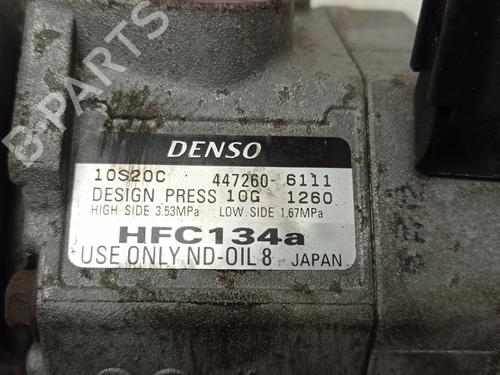 B-PARTS
DENSO
10S20C 447260-6111
DESIGN PRESS 10G 1260
HIGH SIDE 3.53MPa LOW SIDE 1.67MPa
HFC134a
USE ONLY ND-OIL 8 JAPAN